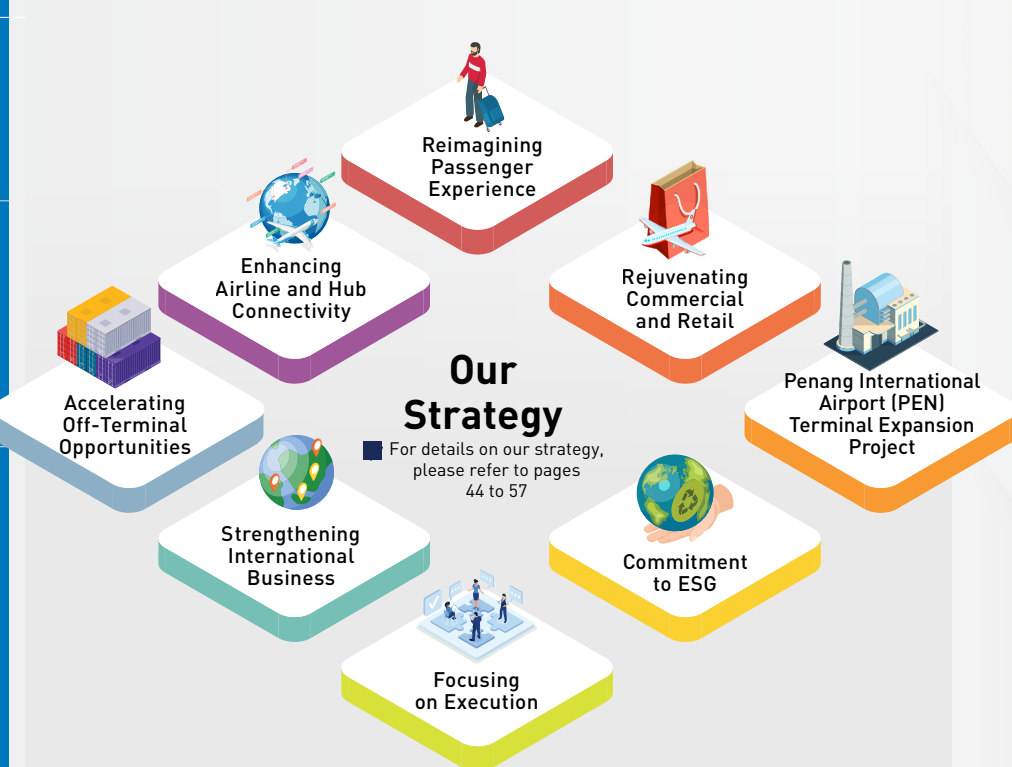 Reimagining
Passenger
Experience
Enhancing
Airline and Hub
Connectivity
Rejuvenating
Commercial
and Retail
Accelerating
Off-Terminal
Opportunities
Our
Strategy
For details on our strategy,
please refer to pages
44 to 57
Penang International
Airport (PEN)
Terminal Expansion
Project
Strengthening
International
Business
Commitment
to ESG
Focusing
on Execution